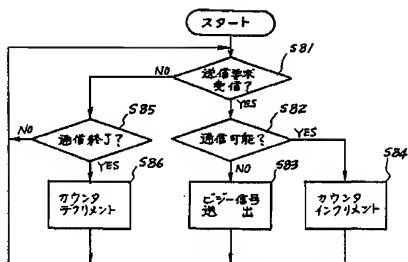 スタート
S81
送信要求
受信?
NO
YES
S85
S82
通信終了?
通信可能?
NO
YES
YES
S86
NO
S83
S84
カウンタ
デクリメント
ビジー信号
送出
カウンタ
インクリメント